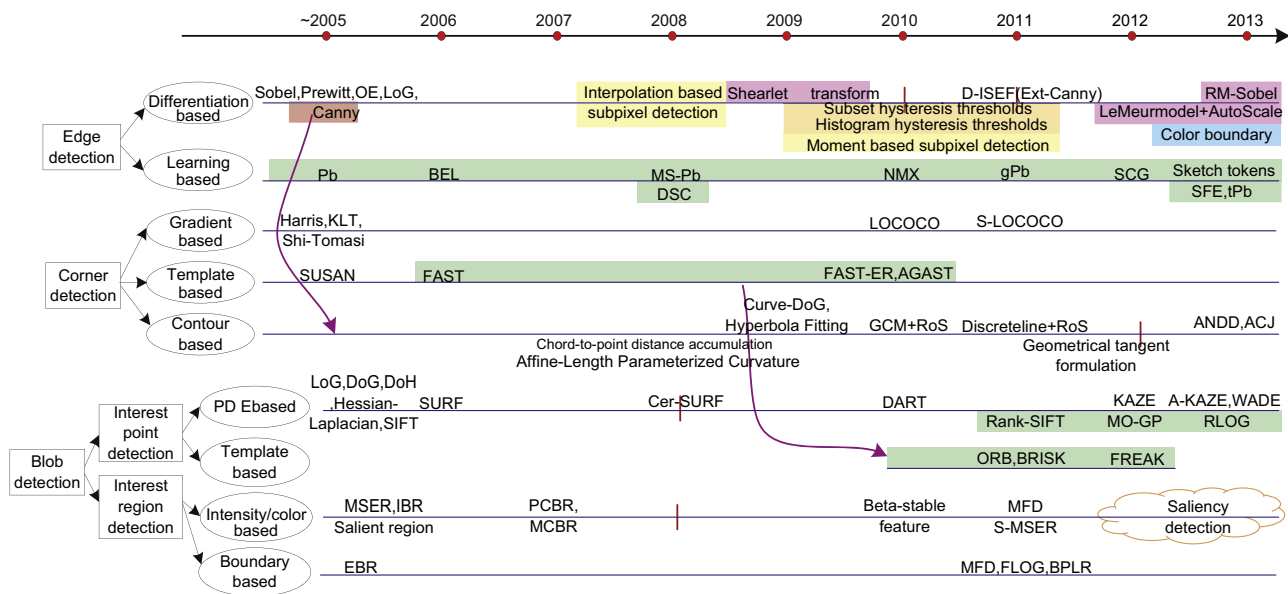 ~2005 2006 2007 2008 2009 2010 2011 2012 2013
Edge
detection
Differentiation
based
Sobel,Prewitt,OE,LoG,
Canny
Interpolation based
subpixel detection
Shearlet transform
D-ISEF(Ext-Canny)
Subset hysteresis thresholds
Histogram hysteresis thresholds
Moment based subpixel detection
RM-Sobel
LeMeurmodel+AutoScale
Color boundary
Learning
based
Pb BEL MS-Pb NMX gPb SCG Sketch tokens
DSC SFE,tPb
Corner
detection
Gradient
based
Harris,KLT,
Shi-Tomasi
LOCOCO S-LOCOCO
Template
based
SUSAN FAST FAST-ER,AGAST
Contour
based
Curve-DoG,
Hyperbola Fitting
GCM+RoS Discreteline+RoS ANDD,ACJ
Chord-to-point distance accumulation
Affine-Length Parameterized Curvature
Geometrical tangent
formulation
Blob
detection
Interest
point
detection
PD Ebased
LoG,DoG,DoH
,Hessian-
Laplacian,SIFT
SURF Cer-SURF DART KAZE A-KAZE,WADE
Rank-SIFT MO-GP RLOG
Template
based
ORB,BRISK FREAK
Interest
region
detection
Intensity/color
based
MSER,IBR
Salient region
PCBR,
MCBR
Beta-stable
feature
MFD
S-MSER
Saliency
detection
Boundary
based
EBR MFD,FLOG,BPLR